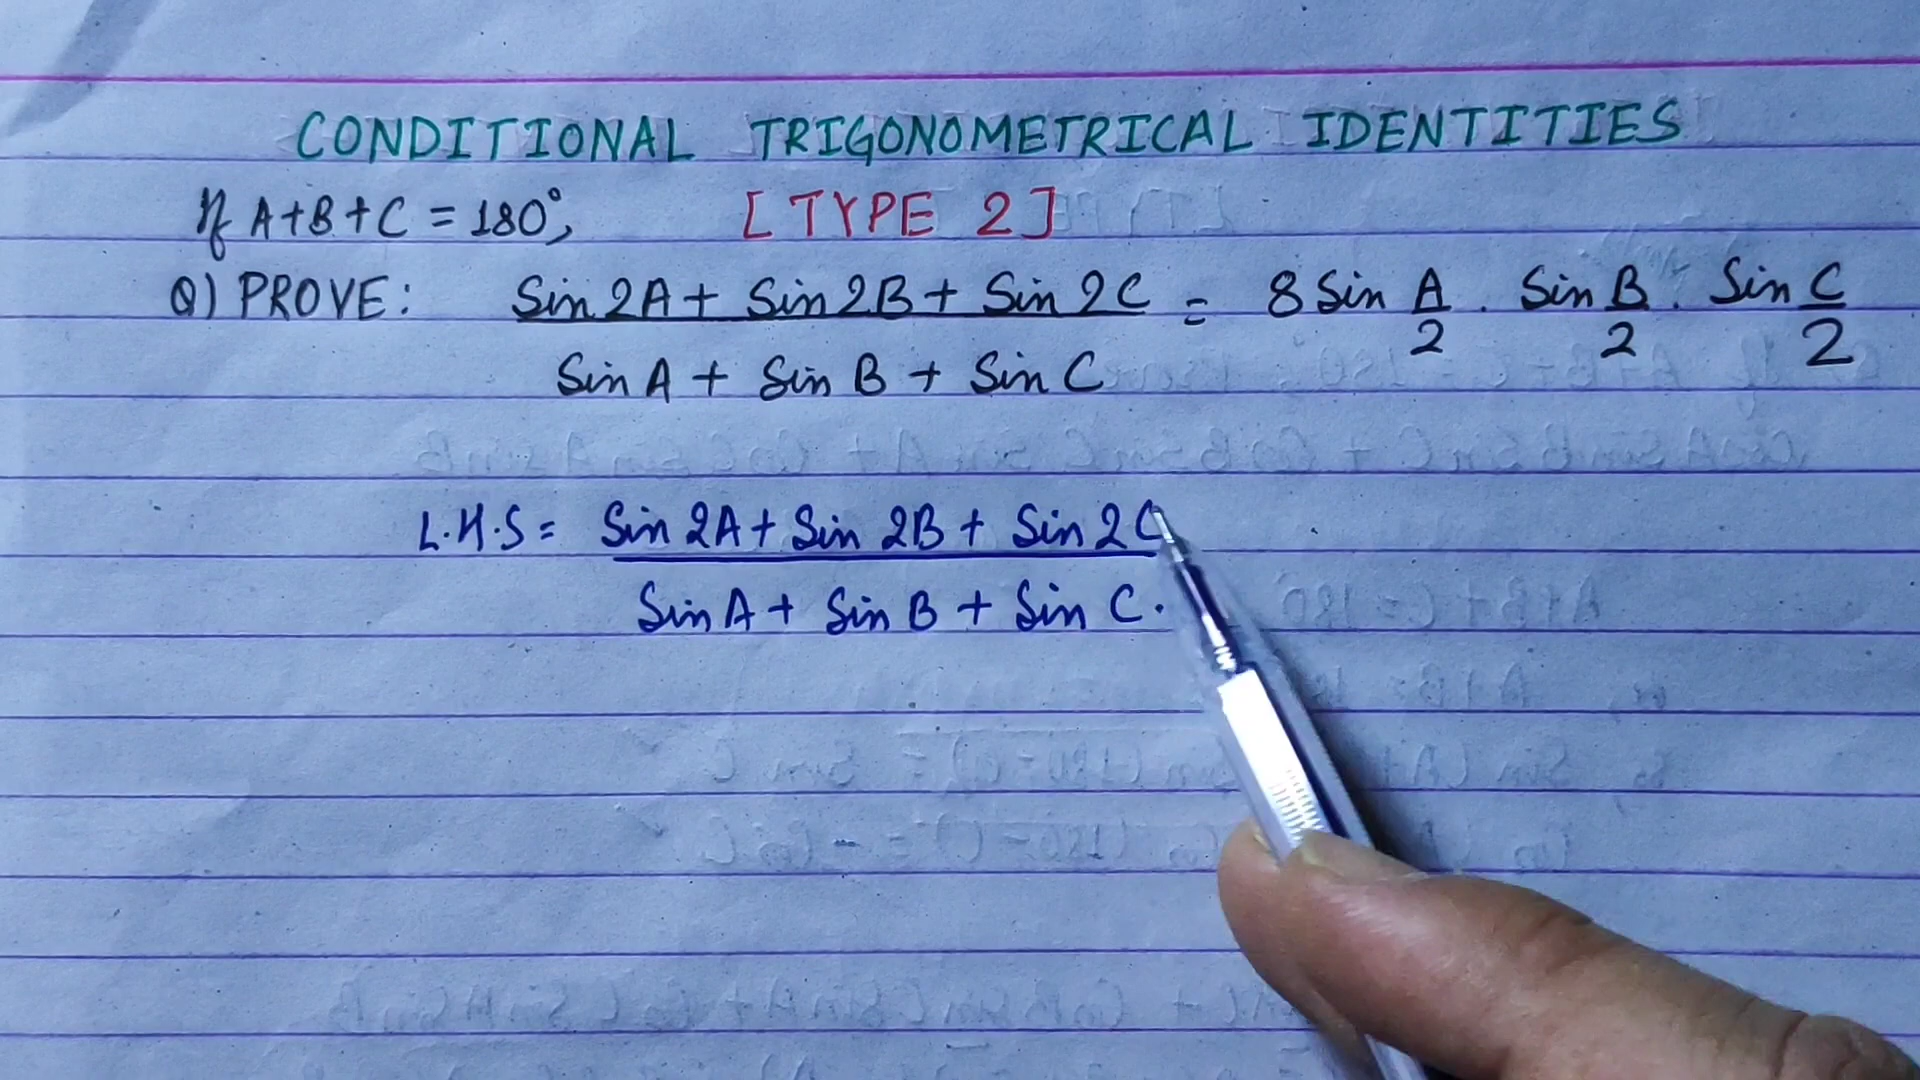 CONDITIONAL TRIGONOMETRICAL IDENTITIES
If A+B+C = 180°, [TYPE 2]
Q) PROVE: (Sin 2A + Sin 2B + Sin 2C) / (Sin A + Sin B + Sin C) = 8 Sin A/2 . Sin B/2 . Sin C/2
L.H.S = (Sin 2A + Sin 2B + Sin 2C) / (Sin A + Sin B + Sin C) .